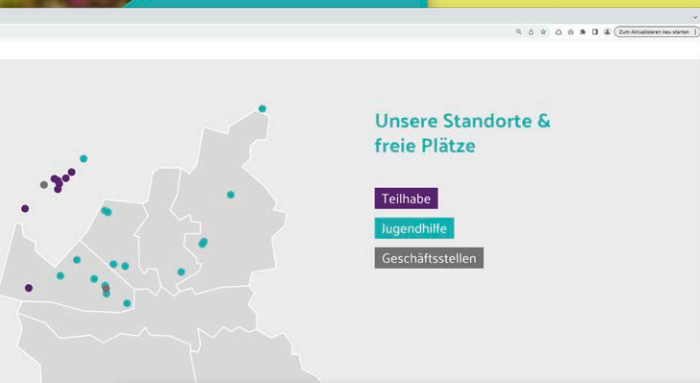 Zum Aktualisieren neu starten
Unsere Standorte &
freie Plätze
Teilhabe
Jugendhilfe
Geschäftsstellen